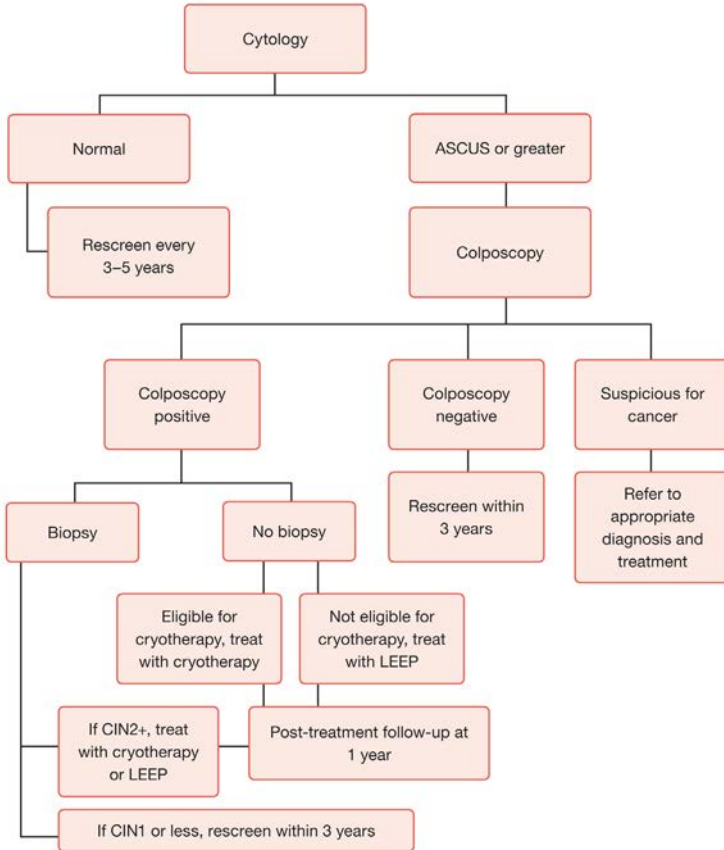 Cytology
Normal
ASCUS or greater
Rescreen every
3–5 years
Colposcopy
Colposcopy
positive
Colposcopy
negative
Suspicious for
cancer
Biopsy
No biopsy
Rescreen within
3 years
Refer to
appropriate
diagnosis and
treatment
Eligible for
cryotherapy, treat
with cryotherapy
Not eligible for
cryotherapy, treat
with LEEP
If CIN2+, treat
with cryotherapy
or LEEP
Post-treatment follow-up at
1 year
If CIN1 or less, rescreen within 3 years